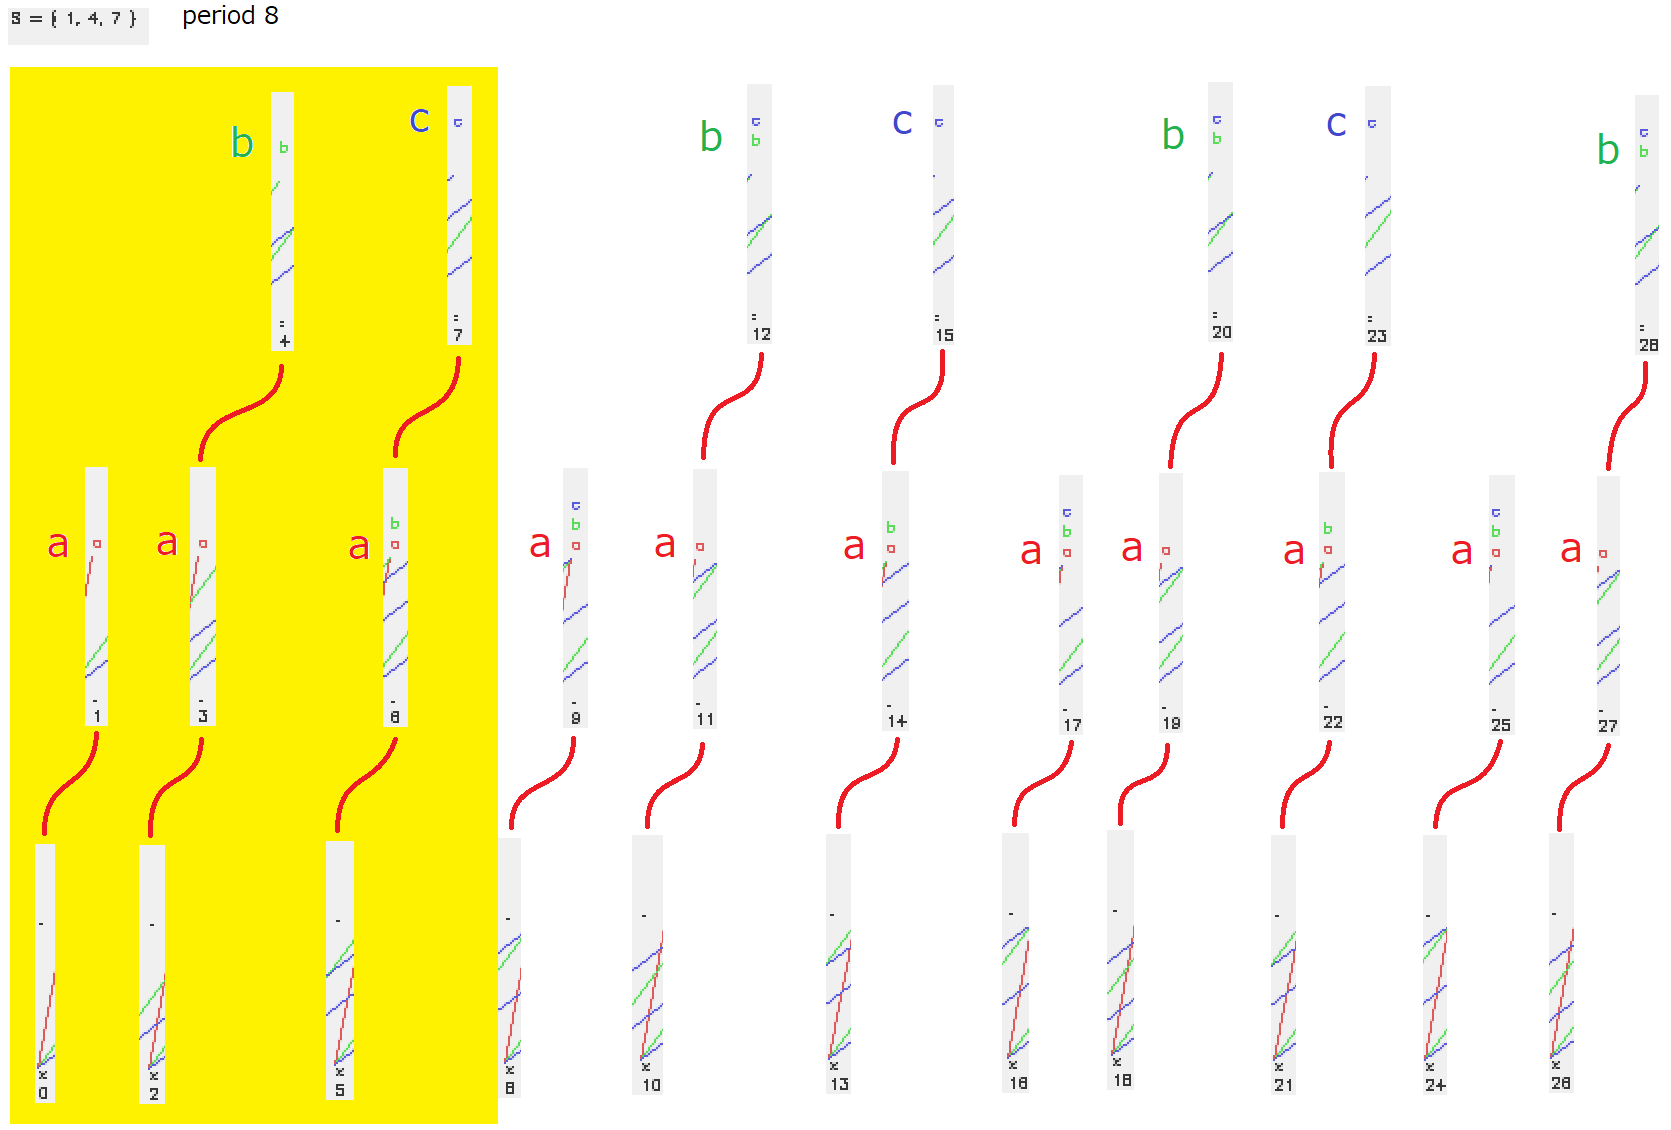 S = { 1, 4, 7 } period 8
c c c c c c
b b c b b c b b c b b
= = = = = = =
4 7 12 15 20 23 28
c c c
b b b b b b
a a a a a a a a a a a a a a a a a a a a a a
- - - - - - - - - - -
1 3 6 9 11 14 17 19 22 25 27
- - - - - - - - - - -
x x x x x x x x x x x
0 2 5 8 10 13 16 18 21 24 26